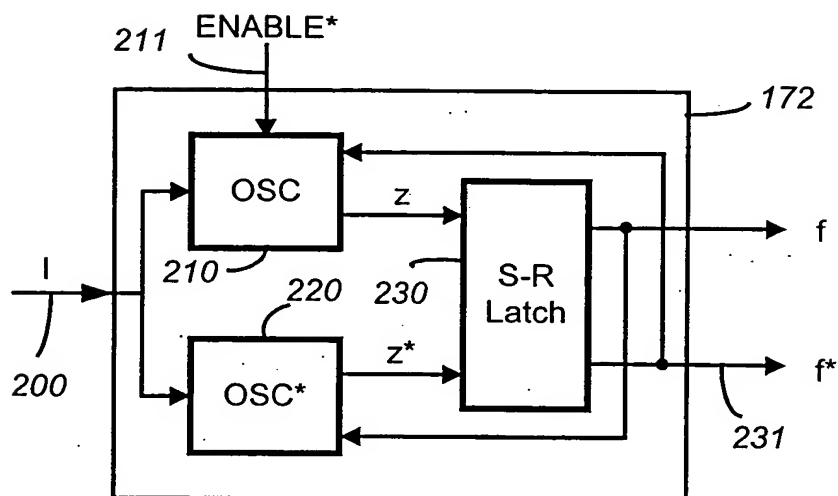 ENABLE*
211
172
OSC
z
f
210
230
S-R
Latch
I
200
220
z*
OSC*
f*
231